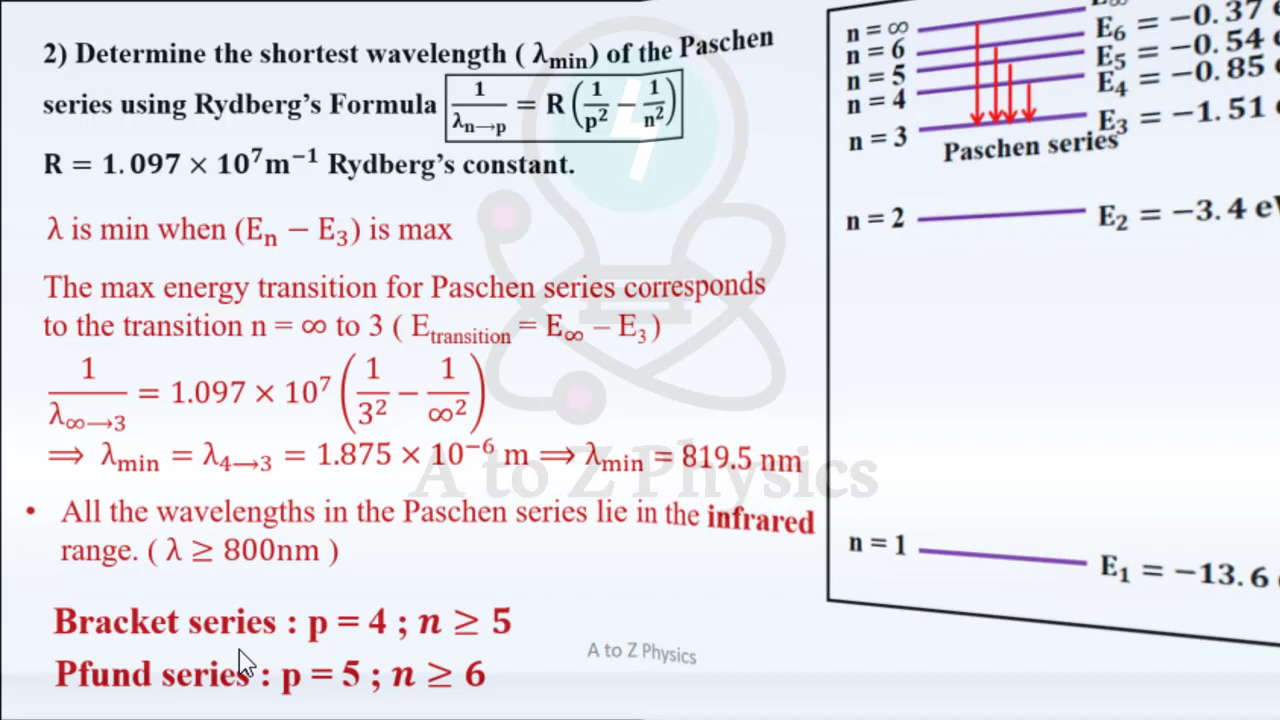 2) Determine the shortest wavelength ( λmin) of the Paschen
series using Rydberg's Formula 1/λn→p = R (1/p² − 1/n²)
R = 1.097 × 10⁷m⁻¹ Rydberg's constant.
λ is min when (En − E3) is max
The max energy transition for Paschen series corresponds
to the transition n = ∞ to 3 ( Etransition = E∞ − E3 )
1/λ∞→3 = 1.097 × 10⁷ (1/3² − 1/∞²)
⟹ λmin = λ4→3 = 1.875 × 10⁻⁶ m ⟹ λmin = 819.5 nm
• All the wavelengths in the Paschen series lie in the infrared
range. ( λ ≥ 800nm )
Bracket series : p = 4 ; n ≥ 5
Pfund series : p = 5 ; n ≥ 6
A to Z Physics
A to Z Physics
n = ∞
n = 6 E6 = −0.37 e
n = 5 E5 = −0.54
n = 4 E4 = −0.85
n = 3 E3 = −1.51
Paschen series
n = 2 E2 = −3.4 eV
n = 1 E1 = −13.6